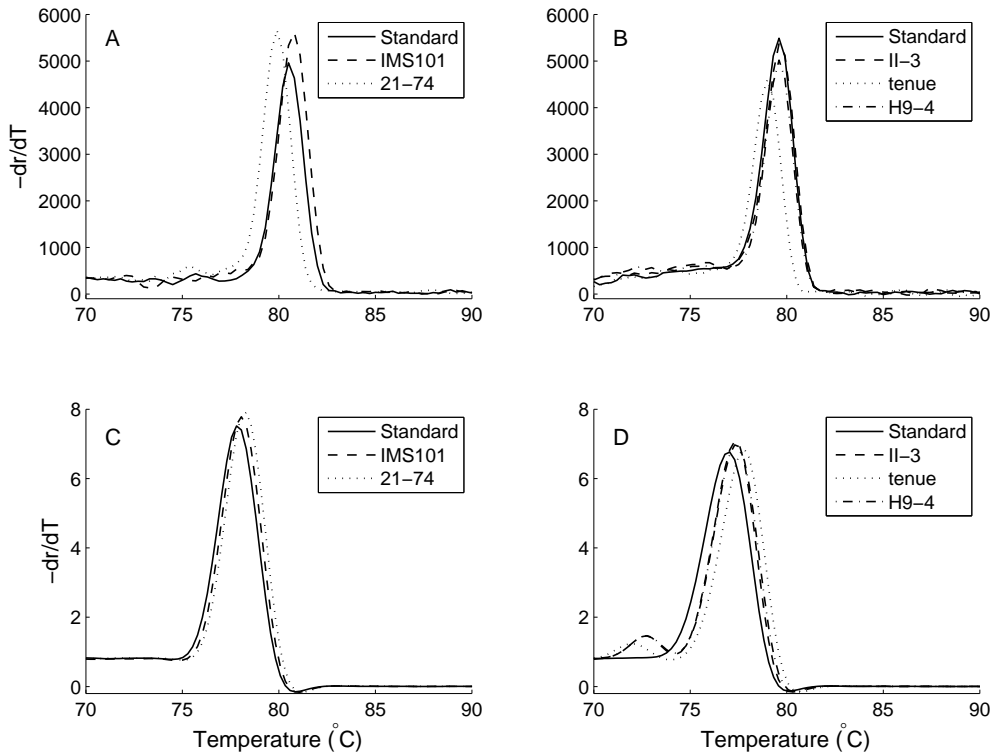 A
Standard
IMS101
21−74
−dr/dT
6000
5000
4000
3000
2000
1000
0
70 75 80 85 90
B
Standard
II−3
tenue
H9−4
6000
5000
4000
3000
2000
1000
0
70 75 80 85 90
C
Standard
IMS101
21−74
−dr/dT
8
6
4
2
0
70 75 80 85 90
Temperature (°C)
D
Standard
II−3
tenue
H9−4
8
6
4
2
0
70 75 80 85 90
Temperature (°C)